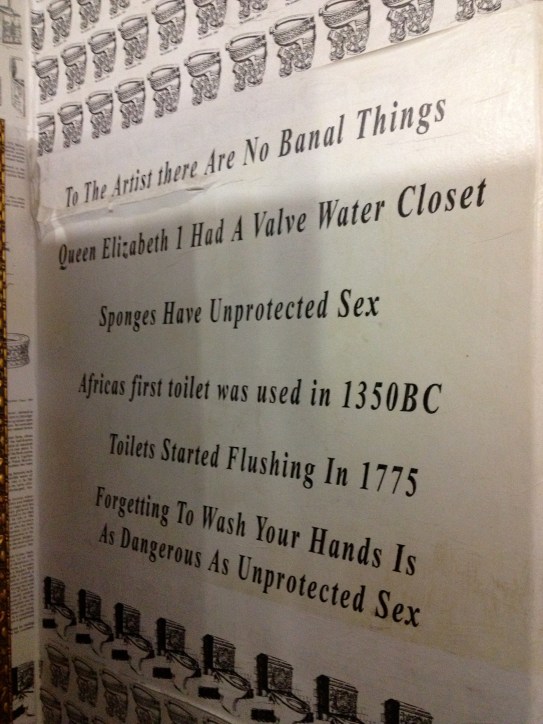 To The Artist there Are No Banal Things
Queen Elizabeth 1 Had A Valve Water Closet
Sponges Have Unprotected Sex
Africas first toilet was used in 1350BC
Toilets Started Flushing In 1775
Forgetting To Wash Your Hands Is
As Dangerous As Unprotected Sex